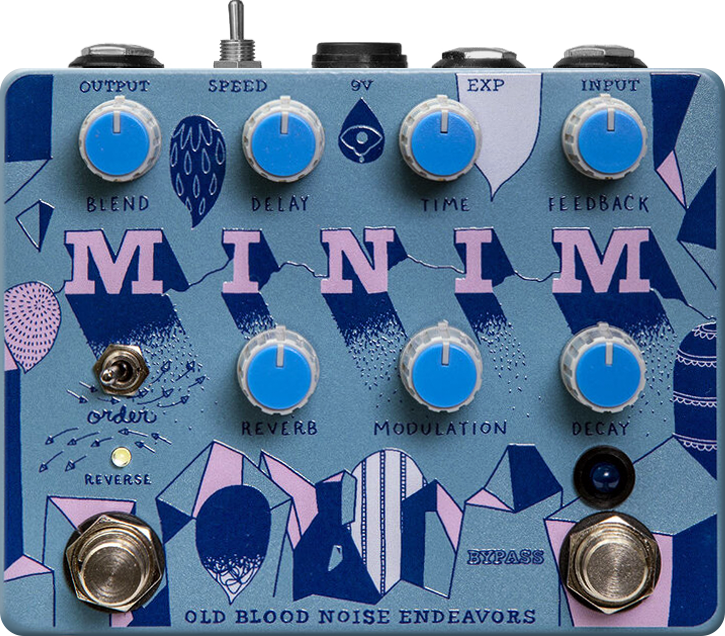 OUTPUT SPEED 9V EXP INPUT
BLEND DELAY TIME FEEDBACK
MINIM
order
REVERB MODULATION DECAY
REVERSE
BYPASS
OLD BLOOD NOISE ENDEAVORS